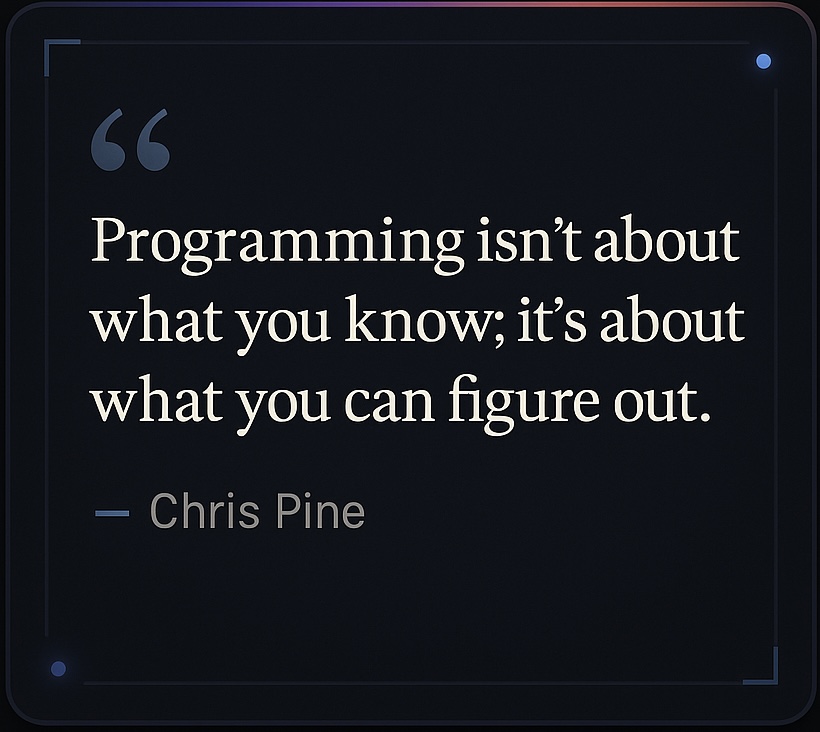 “
Programming isn’t about
what you know; it’s about
what you can figure out.
— Chris Pine